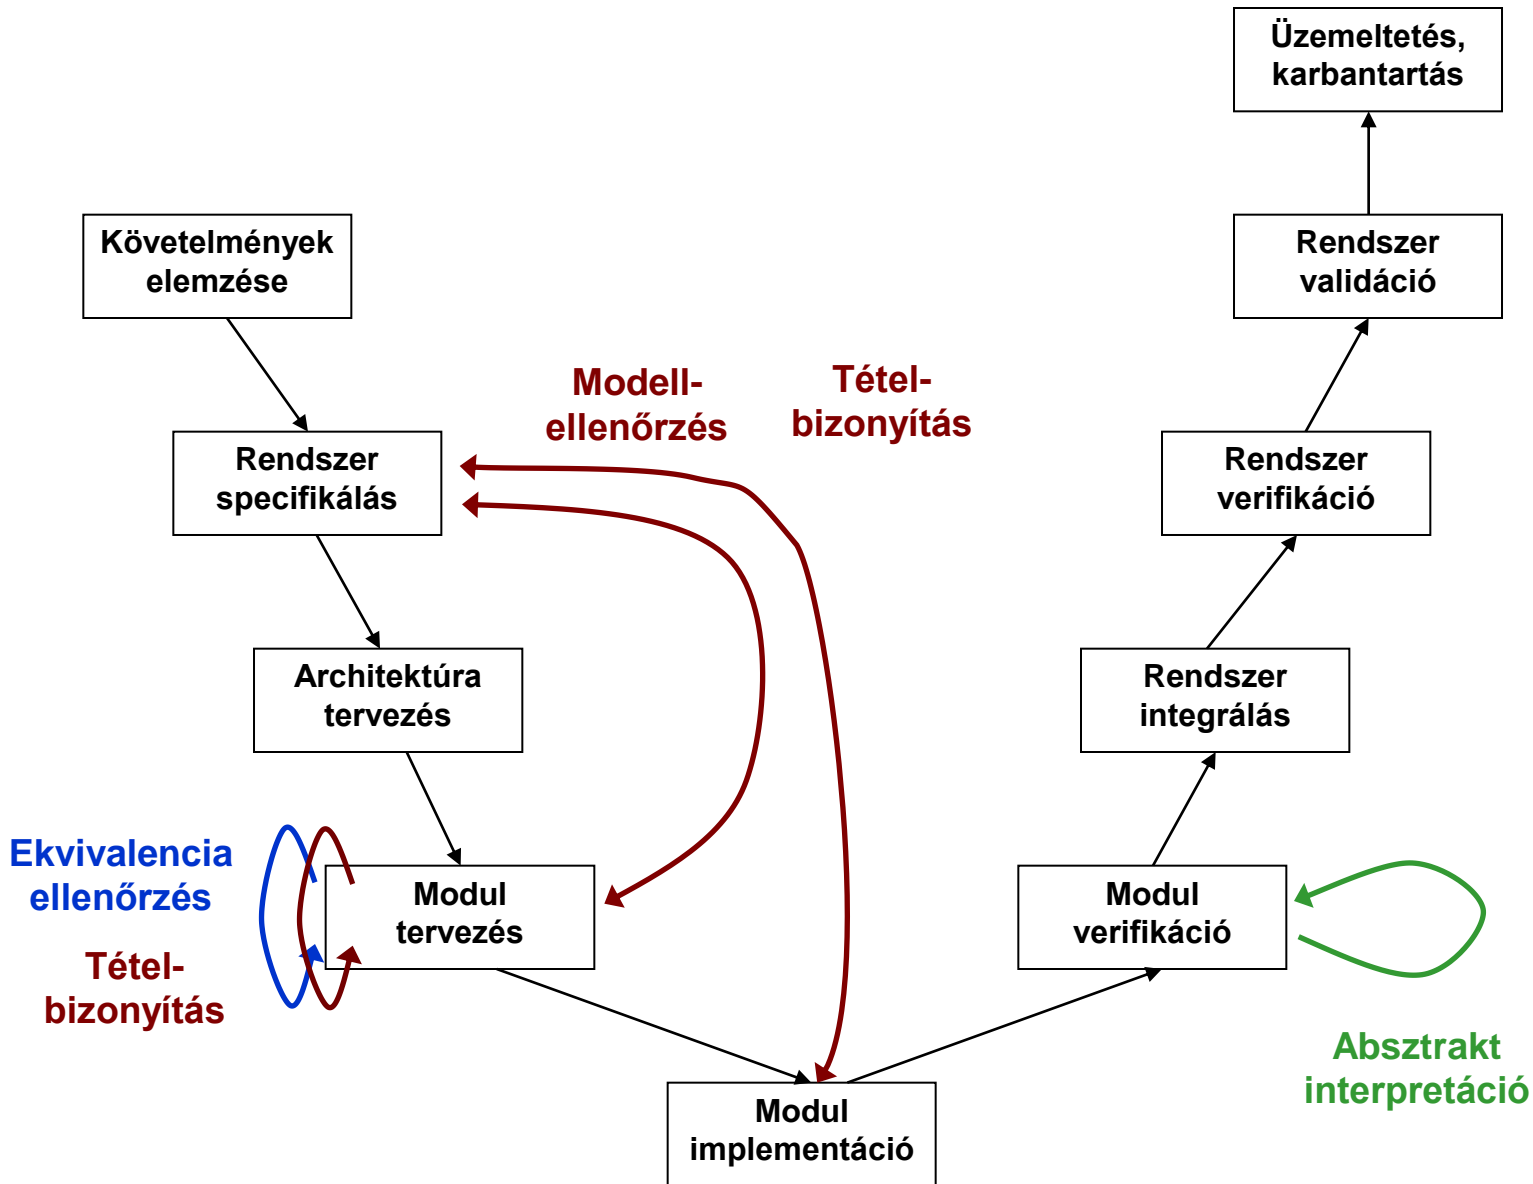 Üzemeltetés,
karbantartás
Követelmények
elemzése
Rendszer
validáció
Modell-
ellenőrzés
Tétel-
bizonyítás
Rendszer
specifikálás
Rendszer
verifikáció
Architektúra
tervezés
Rendszer
integrálás
Ekvivalencia
ellenőrzés
Tétel-
bizonyítás
Modul
tervezés
Modul
verifikáció
Absztrakt
interpretáció
Modul
implementáció